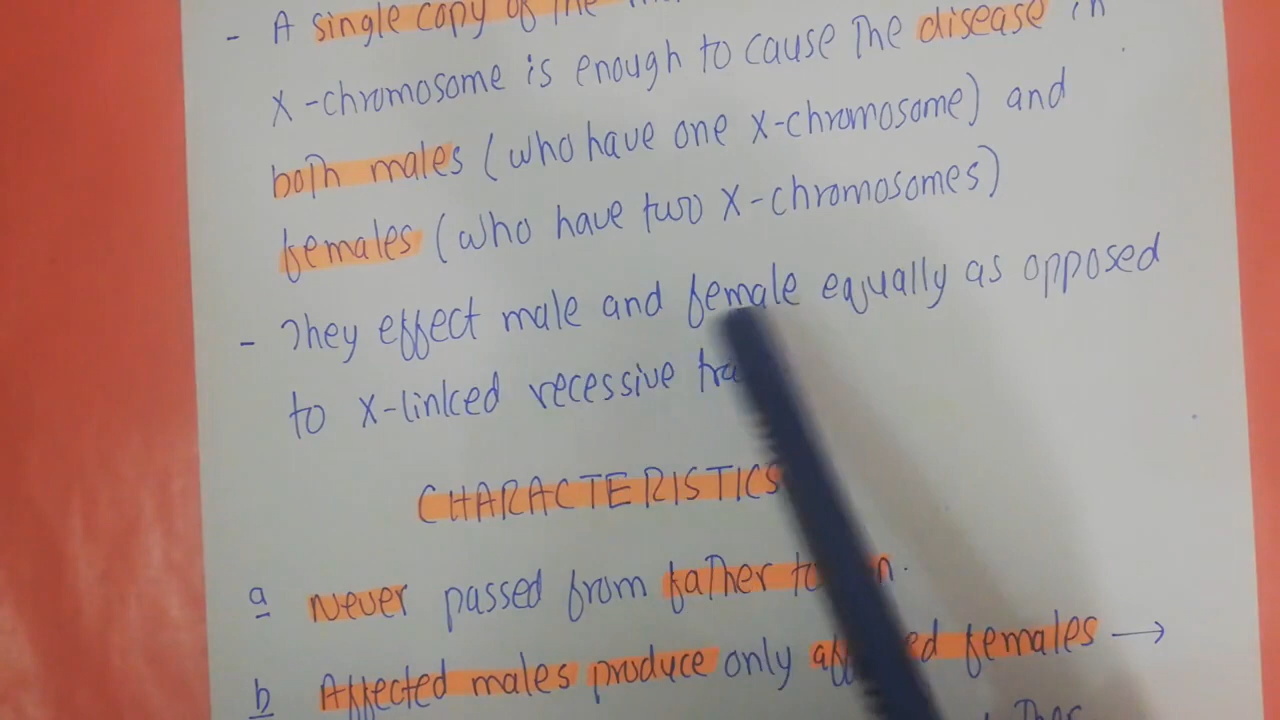 - A single copy of the
X-chromosome is enough to cause the disease in
both males (who have one X-chromosome) and
females (who have two X-chromosomes)
- They effect male and female equally as opposed
to X-linked recessive
CHARACTERISTICS
a Never passed from father
b Affected males produce only females →